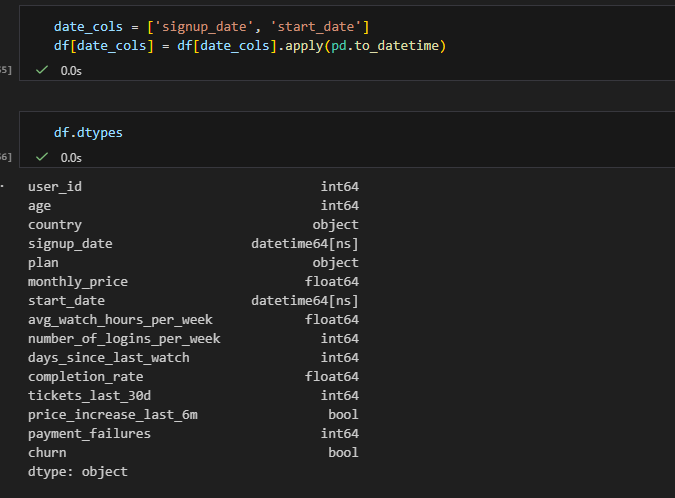 date_cols = ['signup_date', 'start_date']
df[date_cols] = df[date_cols].apply(pd.to_datetime)
5]
0.0s
df.dtypes
6]
0.0s
user_id int64
age int64
country object
signup_date datetime64[ns]
plan object
monthly_price float64
start_date datetime64[ns]
avg_watch_hours_per_week float64
number_of_logins_per_week int64
days_since_last_watch int64
completion_rate float64
tickets_last_30d int64
price_increase_last_6m bool
payment_failures int64
churn bool
dtype: object